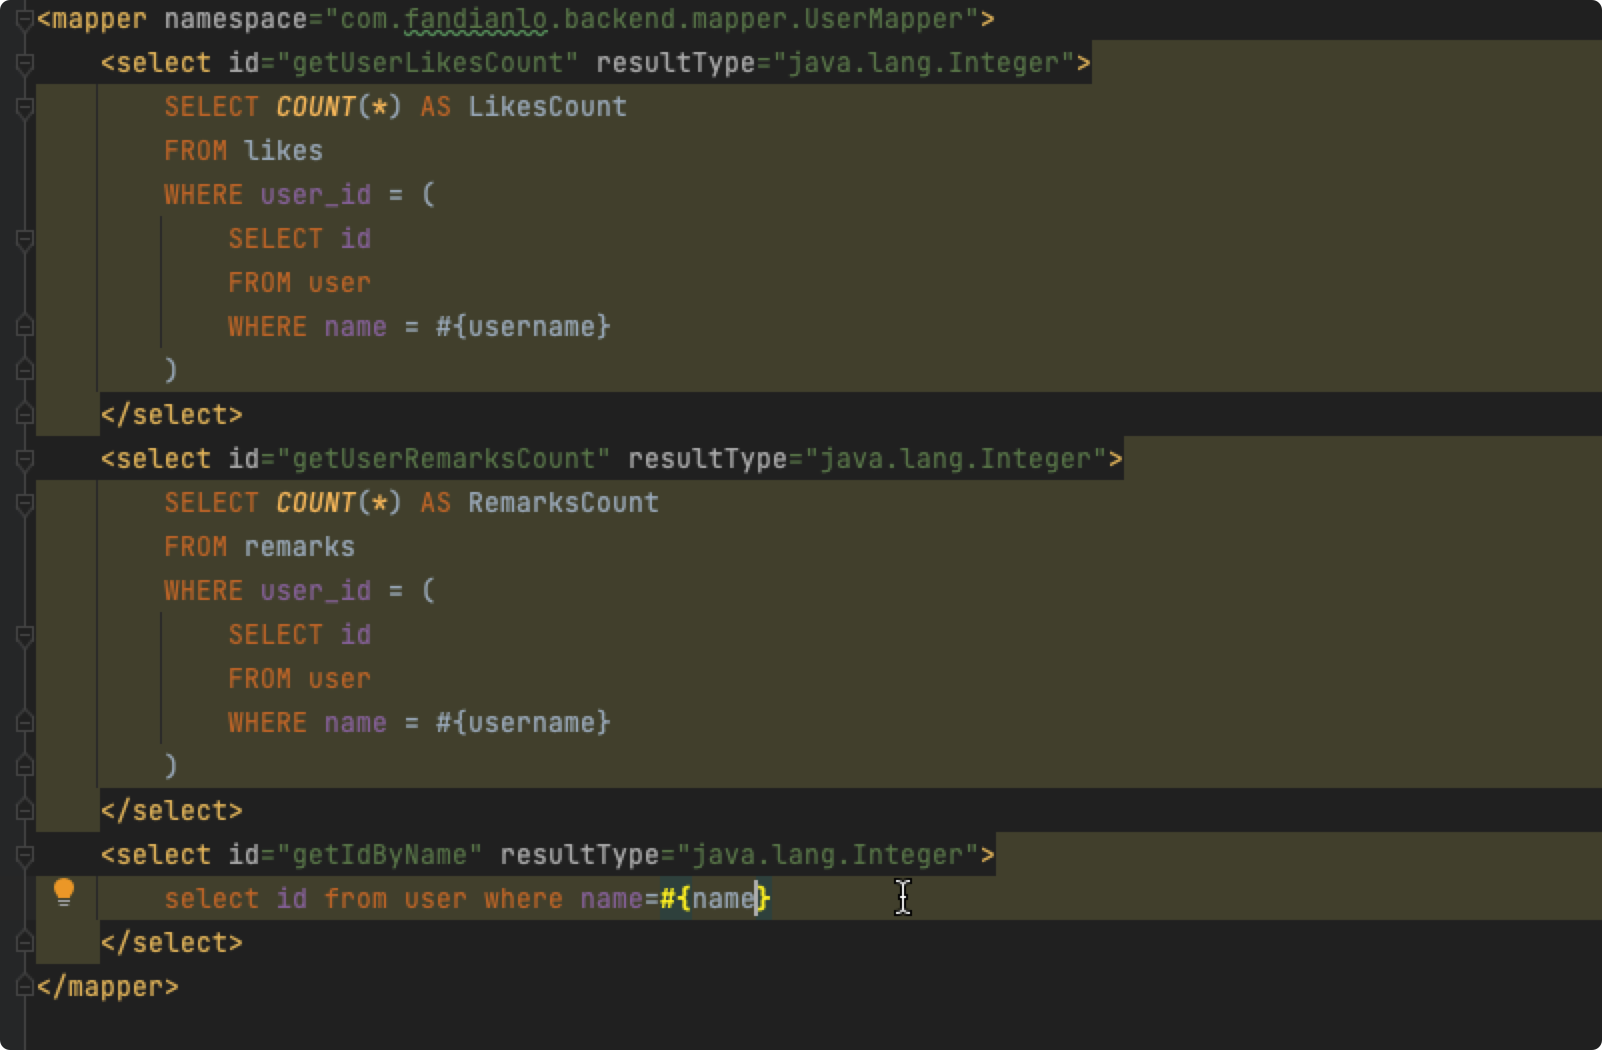 <mapper namespace="com.fandianlo.backend.mapper.UserMapper">
    <select id="getUserLikesCount" resultType="java.lang.Integer">
        SELECT COUNT(*) AS LikesCount
        FROM likes
        WHERE user_id = (
            SELECT id
            FROM user
            WHERE name = #{username}
        )
    </select>
    <select id="getUserRemarksCount" resultType="java.lang.Integer">
        SELECT COUNT(*) AS RemarksCount
        FROM remarks
        WHERE user_id = (
            SELECT id
            FROM user
            WHERE name = #{username}
        )
    </select>
    <select id="getIdByName" resultType="java.lang.Integer">
        select id from user where name=#{name}
    </select>
</mapper>